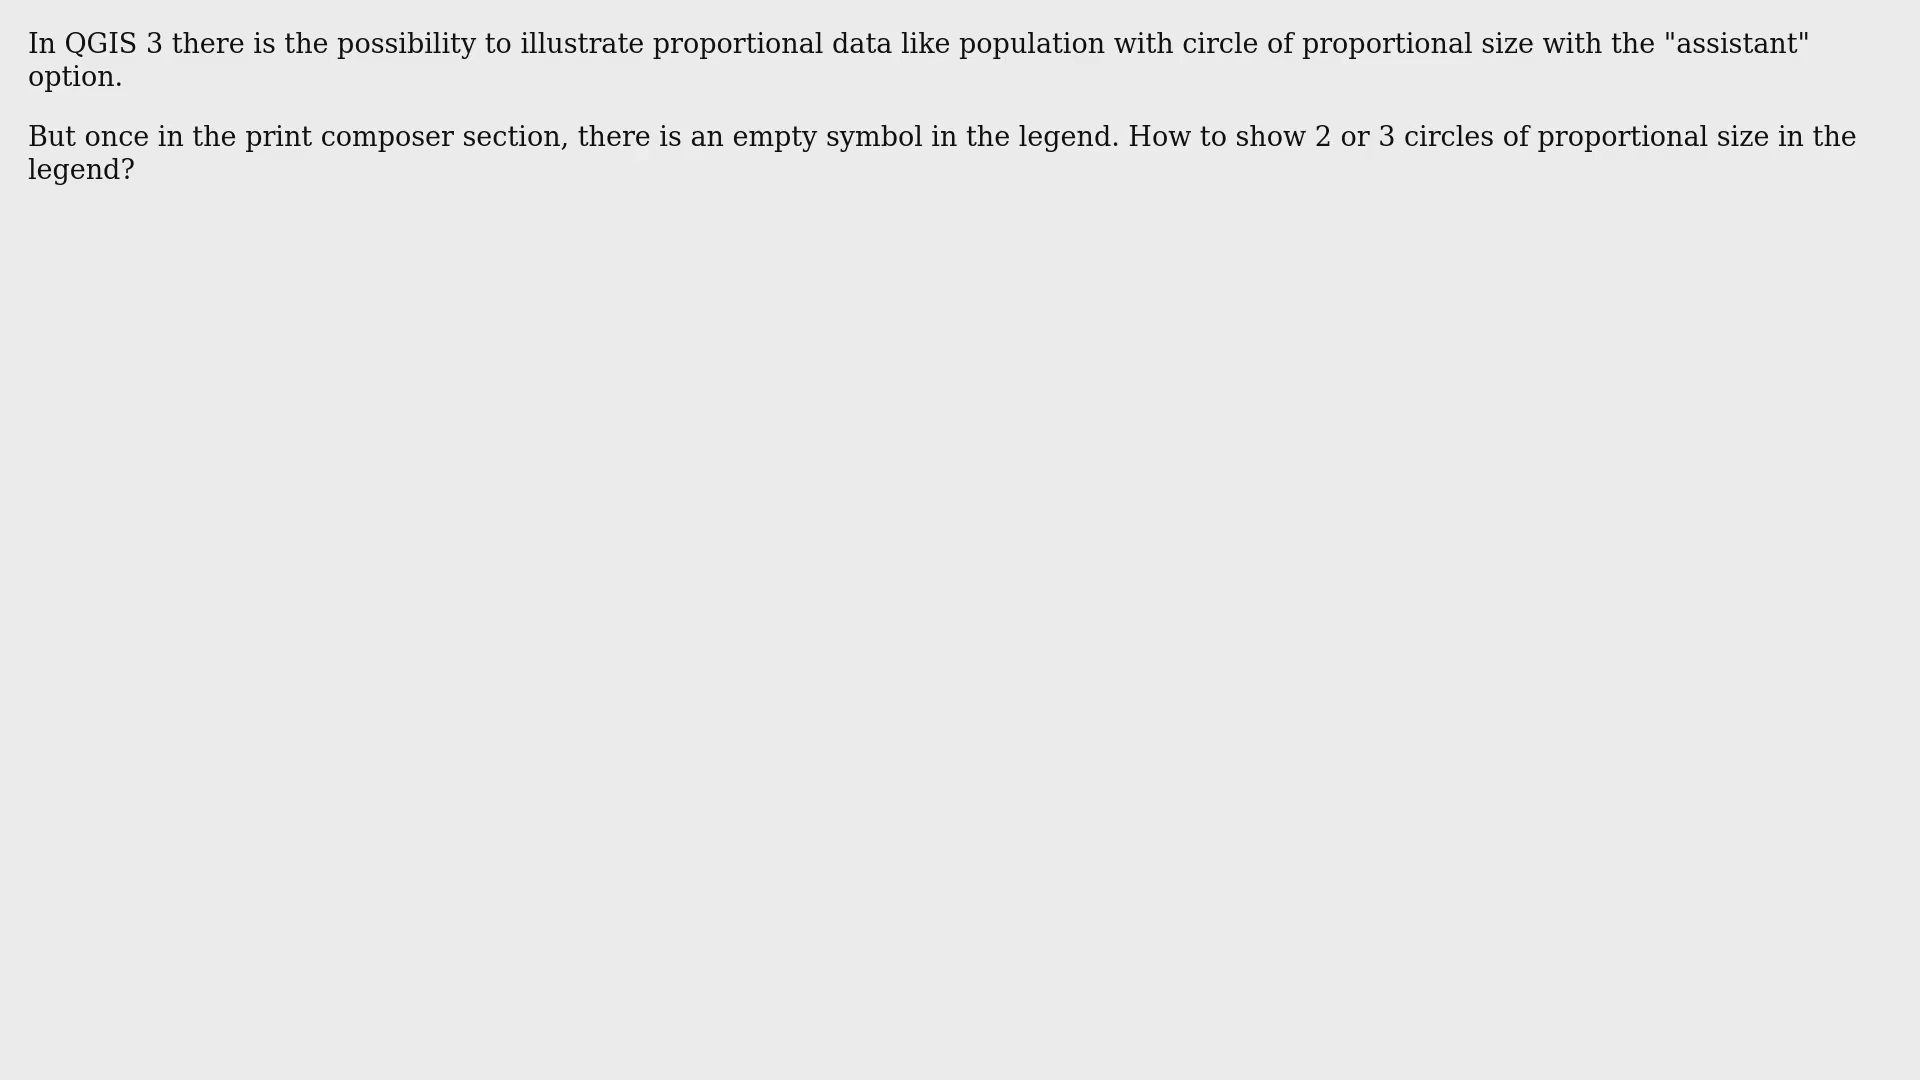 In QGIS 3 there is the possibility to illustrate proportional data like population with circle of proportional size with the "assistant"
option.
But once in the print composer section, there is an empty symbol in the legend. How to show 2 or 3 circles of proportional size in the
legend?